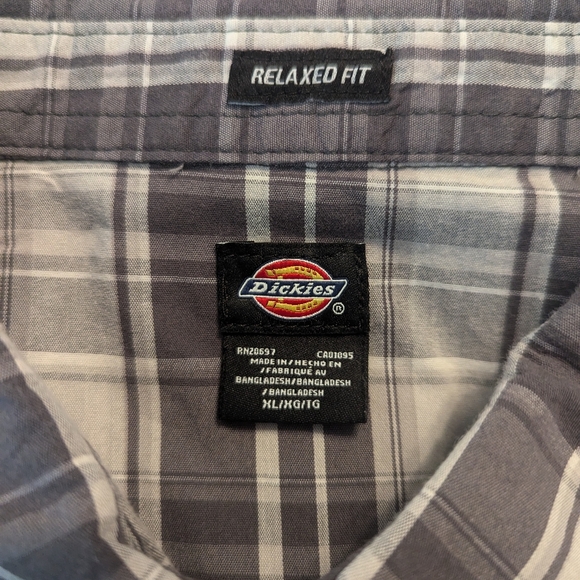 RELAXED FIT
Dickies ®
RN20697 CA01095
MADE IN/HECHO EN
/FABRIQUÉ AU
BANGLADESH/BANGLADESH
/BANGLADESH
XL/XG/TG